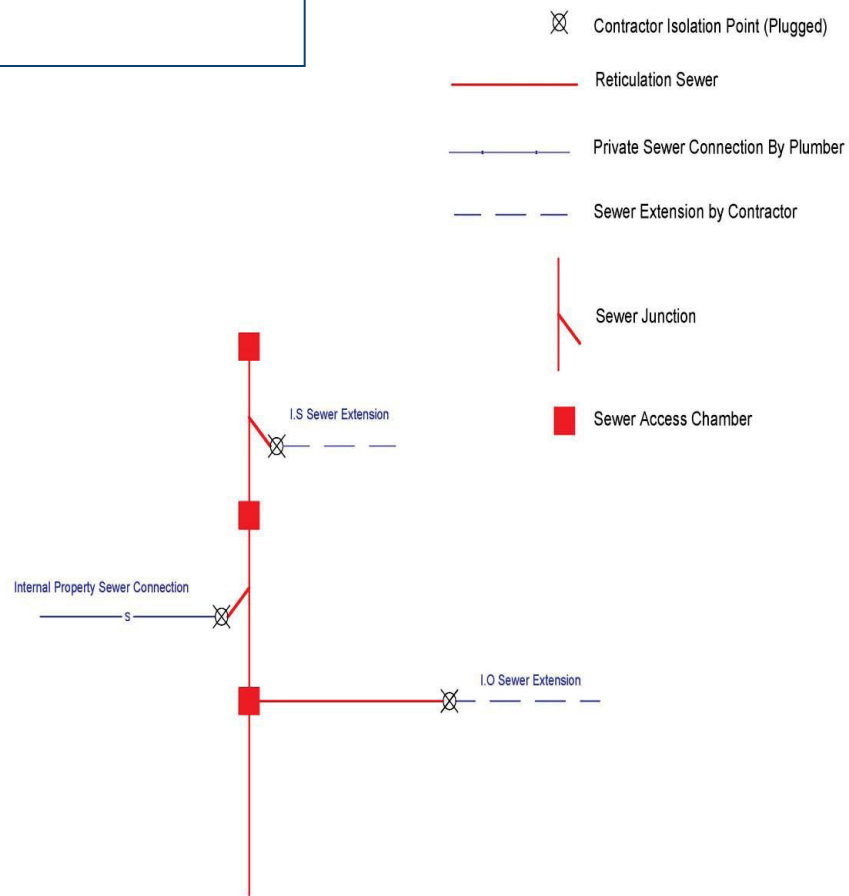 Contractor Isolation Point (Plugged)
Reticulation Sewer
Private Sewer Connection By Plumber
Sewer Extension by Contractor
Sewer Junction
Sewer Access Chamber
I.S Sewer Extension
Internal Property Sewer Connection
S
I.O Sewer Extension